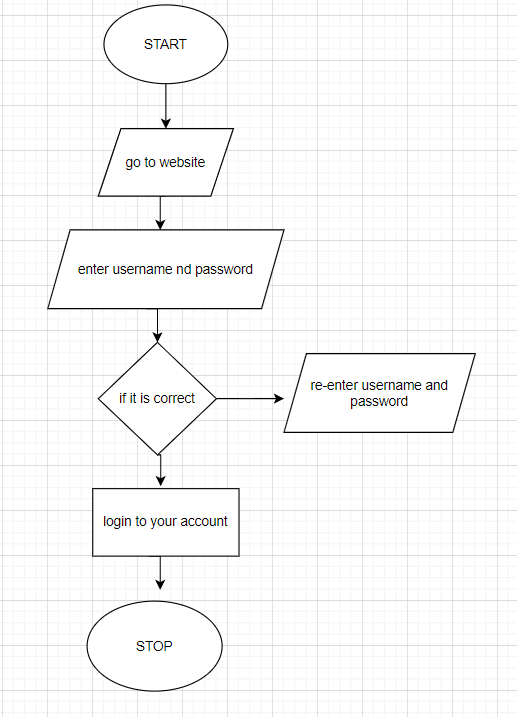 START
go to website
enter username nd password
if it is correct
re-enter username and
password
login to your account
STOP